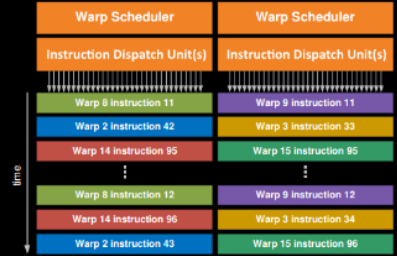 Warp Scheduler
Warp Scheduler
Instruction Dispatch Unit(s)
Instruction Dispatch Unit(s)
Warp 8 instruction 11
Warp 9 instruction 11
Warp 2 instruction 42
Warp 3 instruction 33
Warp 14 instruction 95
Warp 15 instruction 95
time
Warp 8 instruction 12
Warp 9 instruction 12
Warp 14 instruction 96
Warp 3 instruction 34
Warp 2 instruction 43
Warp 15 instruction 96